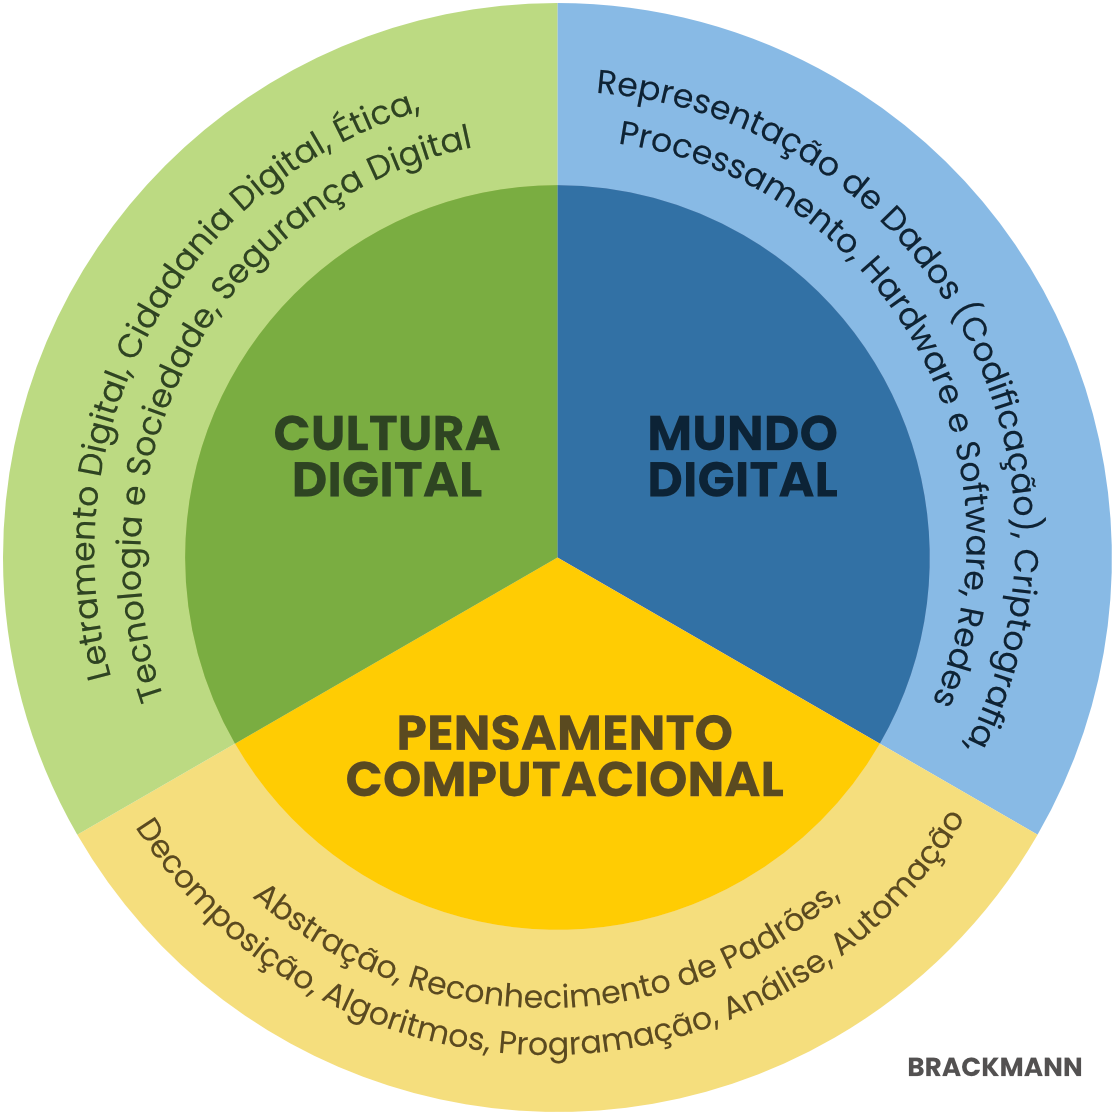 Letramento Digital, Cidadania Digital, Ética,
Tecnologia e Sociedade, Segurança Digital
CULTURA
DIGITAL
Representação de Dados (Codificação), Criptografia,
Processamento, Hardware e Software, Redes
MUNDO
DIGITAL
PENSAMENTO
COMPUTACIONAL
Abstração, Reconhecimento de Padrões,
Decomposição, Algoritmos, Programação, Análise, Automação
BRACKMANN